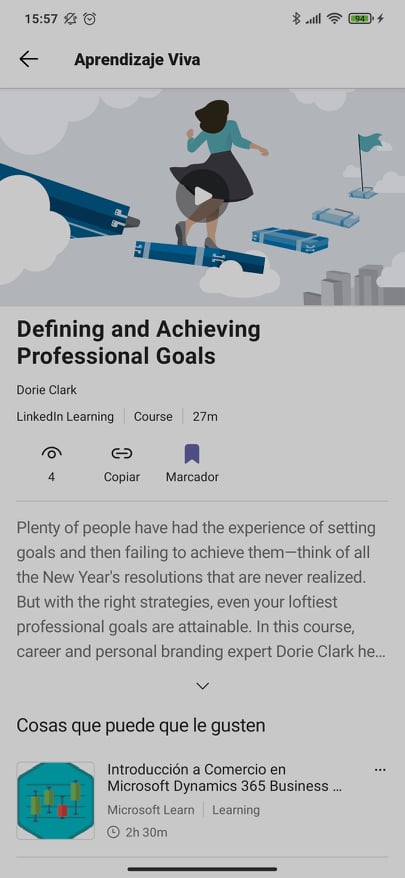 15:57
94
Aprendizaje Viva
Defining and Achieving
Professional Goals
Dorie Clark
LinkedIn Learning
Course
27m
4
Copiar
Marcador
Plenty of people have had the experience of setting
goals and then failing to achieve them—think of all
the New Year's resolutions that are never realized.
But with the right strategies, even your loftiest
professional goals are attainable. In this course,
career and personal branding expert Dorie Clark he...
Cosas que puede que le gusten
Introducción a Comercio en
Microsoft Dynamics 365 Business ...
Microsoft Learn
Learning
2h 30m